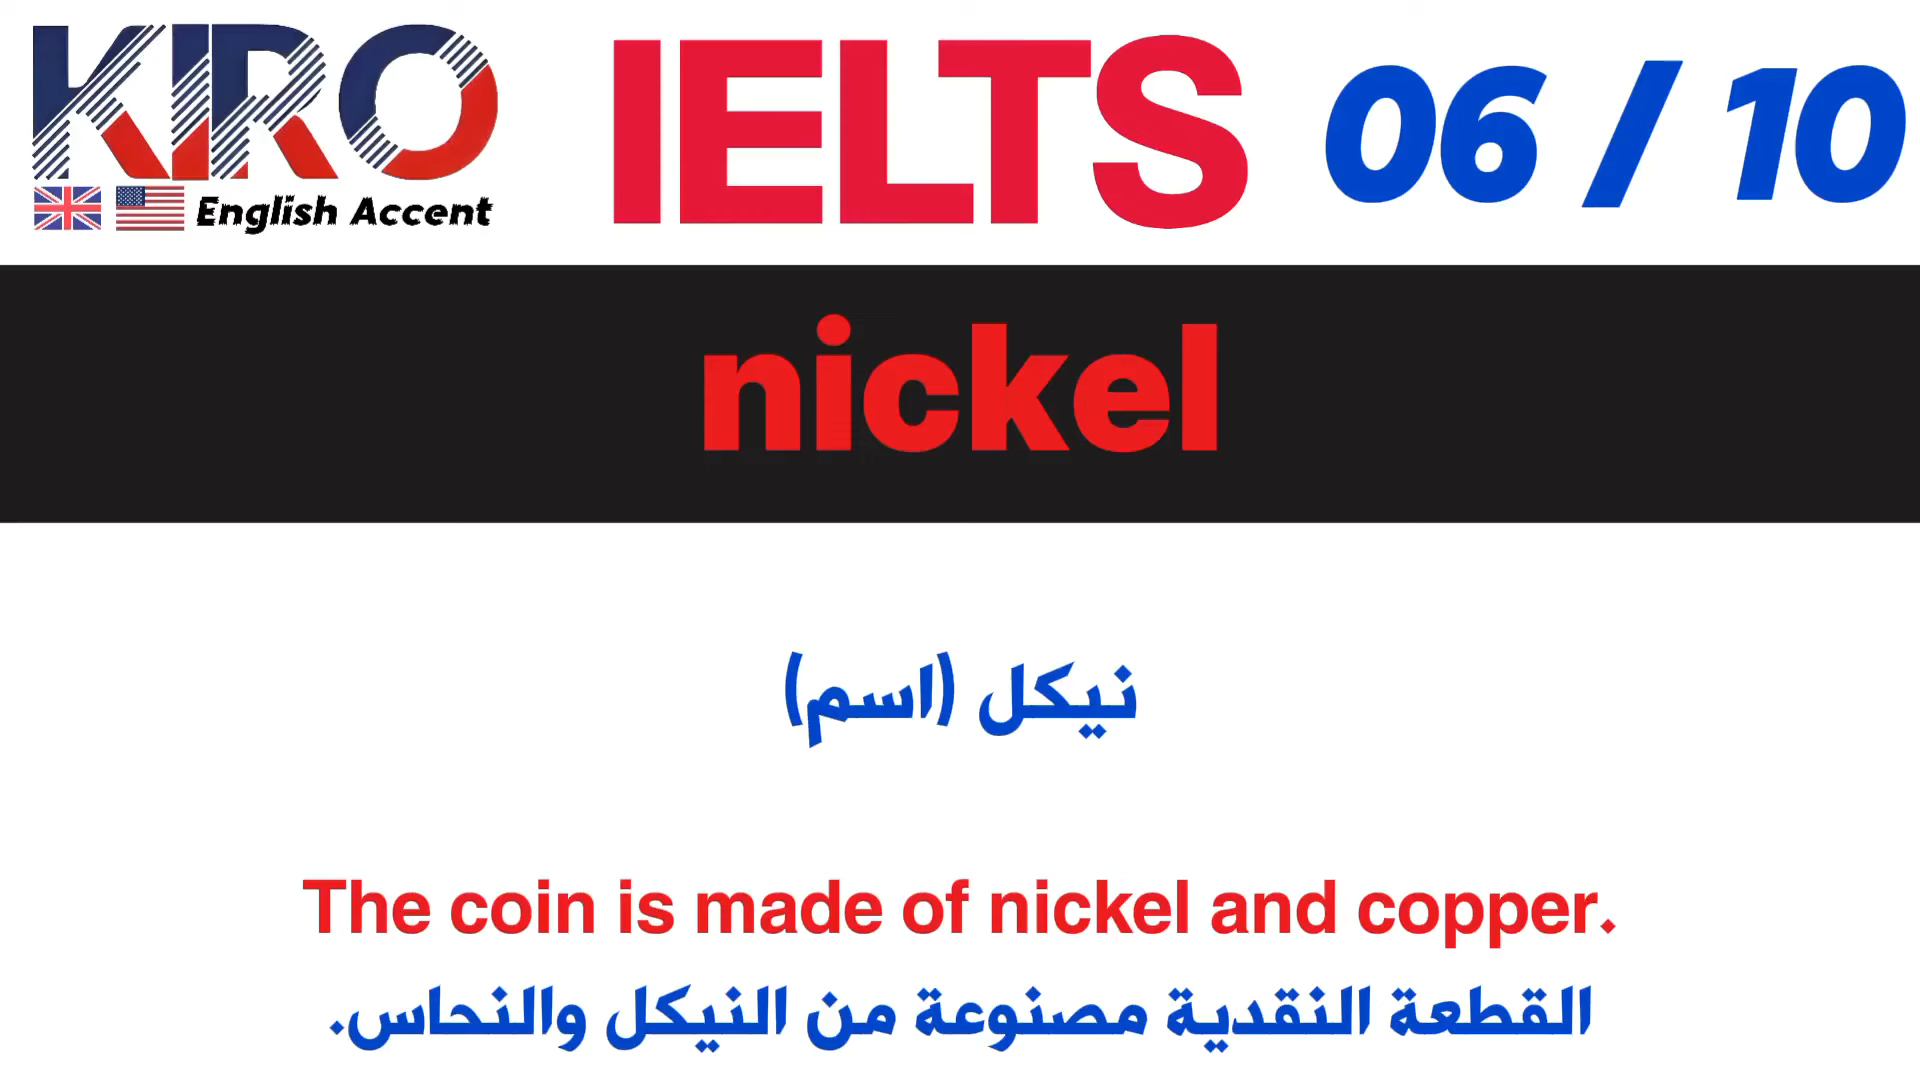 KIRO
English Accent
IELTS
06 / 10
nickel
نيكل (اسم)
The coin is made of nickel and copper.
القطعة النقدية مصنوعة من النيكل والنحاس.